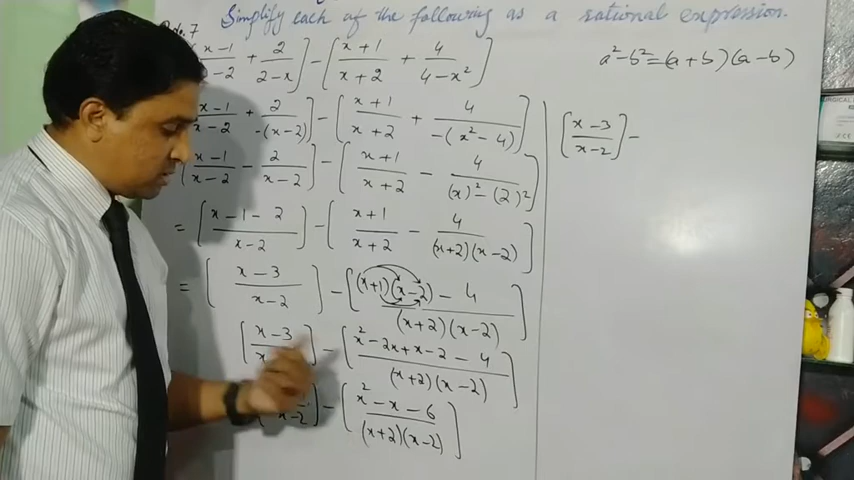 Simplify each of the following as a rational expression.
x-1/x-2 + 2/2-x] - [x+1/x+2 + 4/4-x²]
x-1/x-2 + 2/-(x-2)] - [x+1/x+2 + 4/-(x²-4)]
x-1/x-2 - 2/x-2] - [x+1/x+2 - 4/(x)²-(2)²]
= [x-1-2/x-2] - [x+1/x+2 - 4/(x+2)(x-2)]
= [x-3/x-2] - [(x+1)(x-2)-4/(x+2)(x-2)]
[x-3/x-] - [x²-2x+x-2-4/(x+2)(x-2)]
x-2] - [x²-x-6/(x+2)(x-2)]
a²-b²=(a+b)(a-b)
[x-3/x-2] -